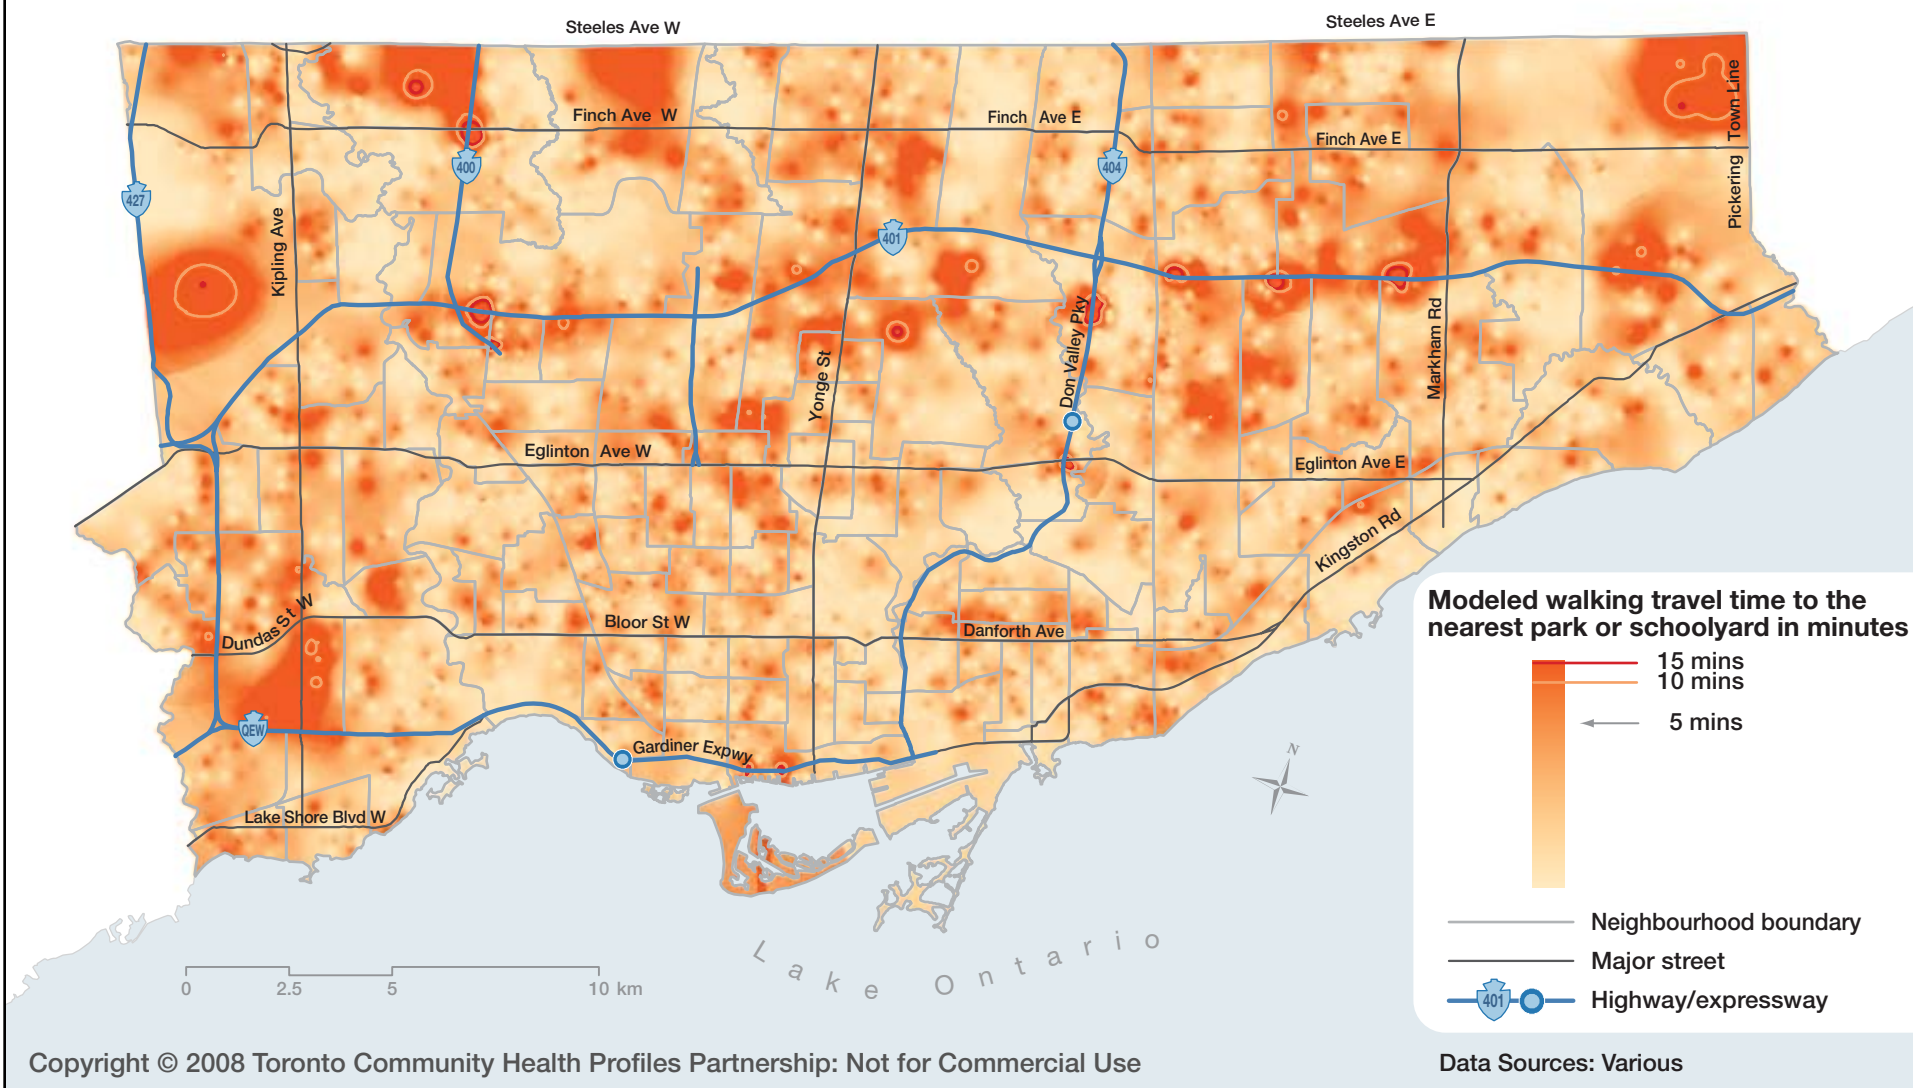 Steeles Ave W
Steeles Ave E
Finch Ave W
Finch Ave E
Finch Ave E
Pickering Town Line
427
400
404
401
Kipling Ave
Yonge St
Don Valley Pky
Markham Rd
Eglinton Ave W
Eglinton Ave E
Kingston Rd
Dundas St W
Bloor St W
Danforth Ave
QEW
Gardiner Expwy
Lake Shore Blvd W
N
Lake Ontario
0 2.5 5 10 km
Modeled walking travel time to the
nearest park or schoolyard in minutes
15 mins
10 mins
5 mins
Neighbourhood boundary
Major street
401 Highway/expressway
Copyright © 2008 Toronto Community Health Profiles Partnership: Not for Commercial Use
Data Sources: Various